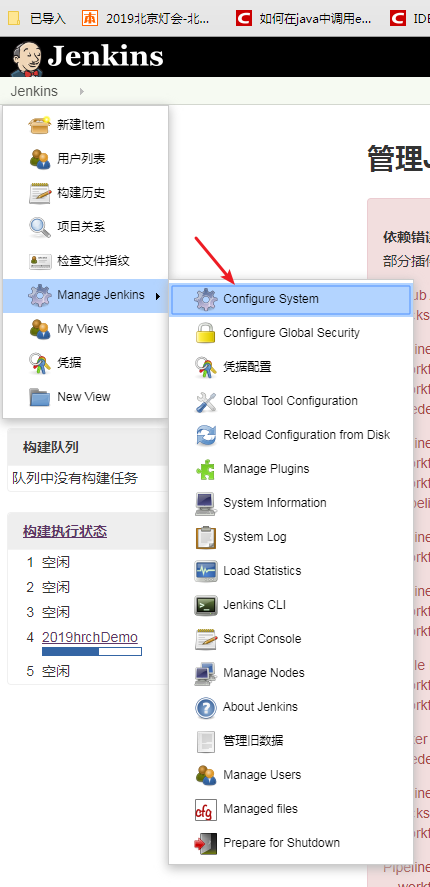 已导入 2019北京灯会-北... 如何在java中调用e... IDE
Jenkins
Jenkins
新建Item
用户列表
构建历史
项目关系
检查文件指纹
Manage Jenkins
My Views
凭据
New View
管理J
依赖错误
部分插件
Configure System
Configure Global Security
凭据配置
Global Tool Configuration
Reload Configuration from Disk
Manage Plugins
System Information
System Log
Load Statistics
Jenkins CLI
Script Console
Manage Nodes
About Jenkins
管理旧数据
Manage Users
cfg Managed files
Prepare for Shutdown
构建队列
队列中没有构建任务
构建执行状态
1 空闲
2 空闲
3 空闲
4 2019hrchDemo
5 空闲
Pipeline